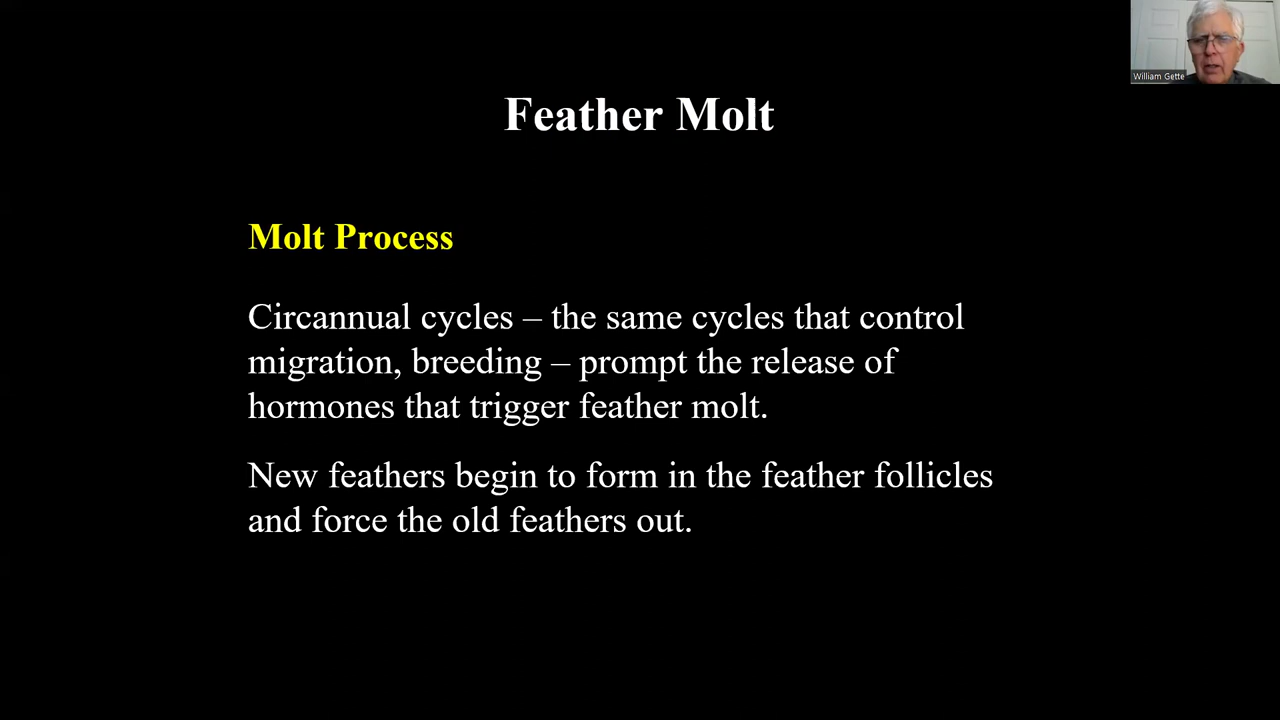 William Gette
Feather Molt
Molt Process
Circannual cycles – the same cycles that control
migration, breeding – prompt the release of
hormones that trigger feather molt.
New feathers begin to form in the feather follicles
and force the old feathers out.